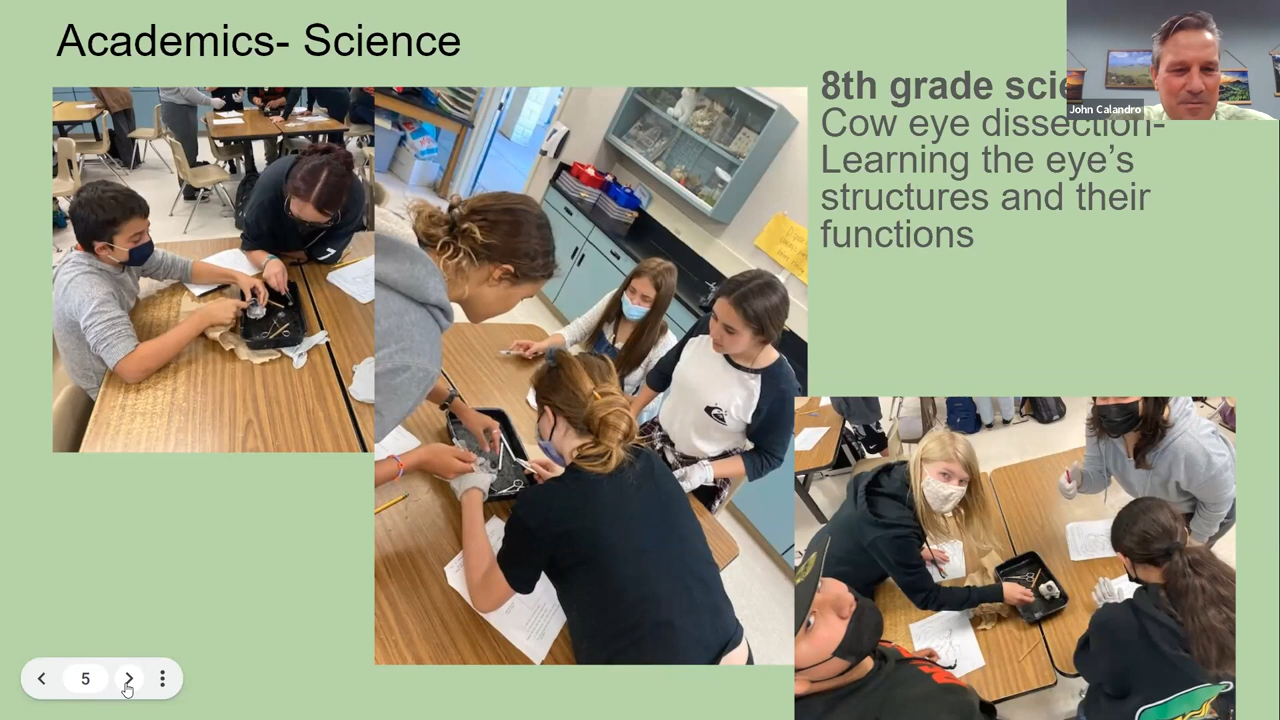 Academics- Science
8th grade scie
Cow eye dissection-
Learning the eye's
structures and their
functions
John Calandro
5